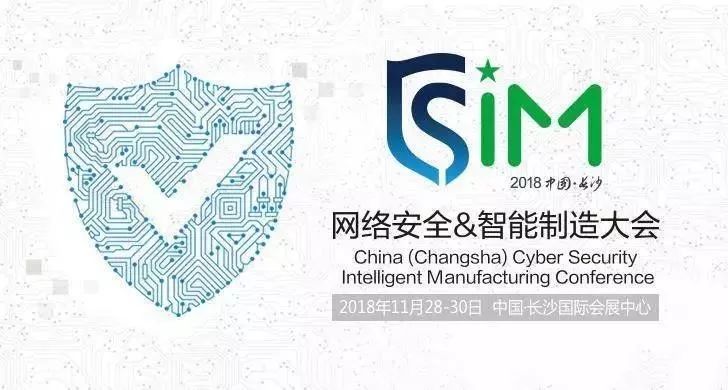 CSiM
2018 中国·长沙
网络安全&智能制造大会
China (Changsha) Cyber Security
Intelligent Manufacturing Conference
2018年11月28-30日 中国·长沙国际会展中心